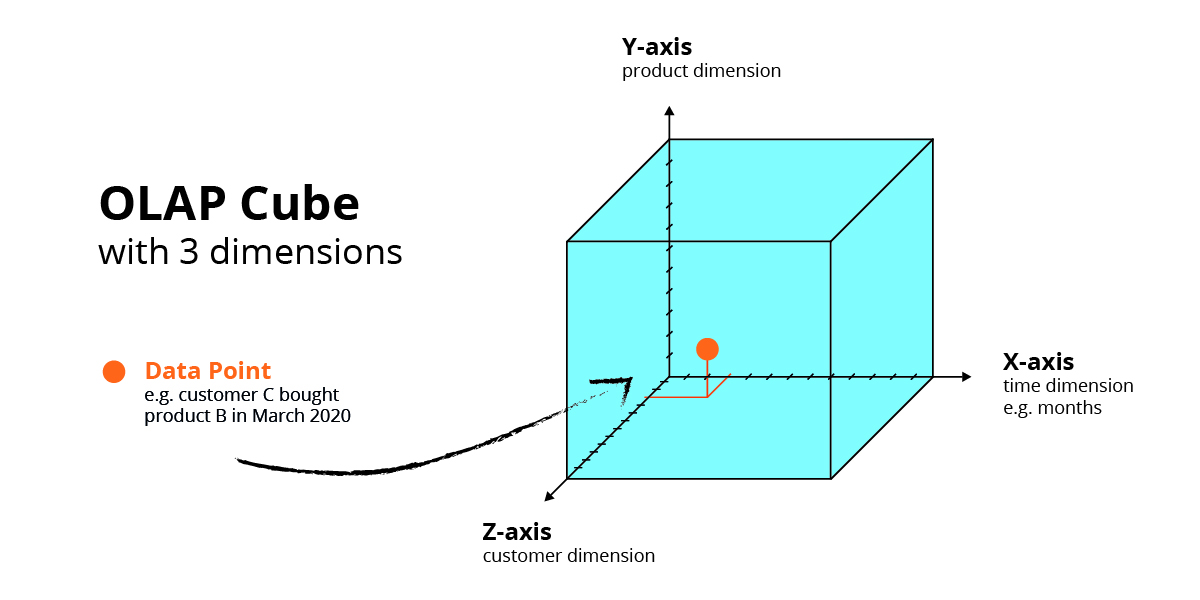 OLAP Cube
with 3 dimensions
Data Point
e.g. customer C bought
product B in March 2020
Y-axis
product dimension
X-axis
time dimension
e.g. months
Z-axis
customer dimension